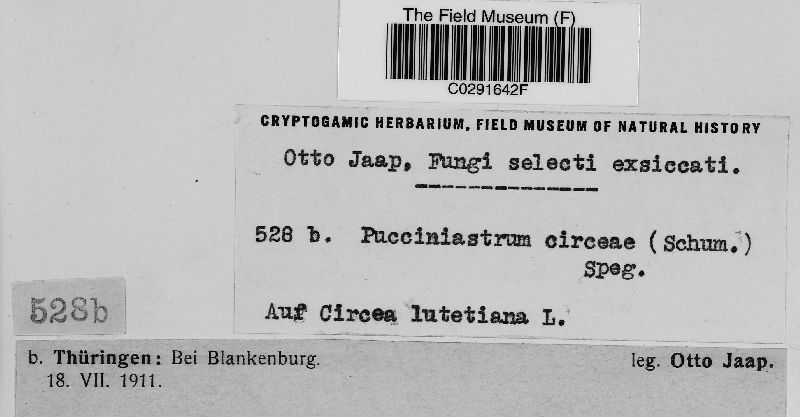 The Field Museum (F)
C0291642F
CRYPTOGAMIC HERBARIUM, FIELD MUSEUM OF NATURAL HISTORY
Otto Jaap, Fungi selecti exsiccati.
528 b. Pucciniastrum circeae (Schum.)
Speg.
Auf Circea lutetiana L.
528b
b. Thüringen: Bei Blankenburg. leg. Otto Jaap.
18. VII. 1911.